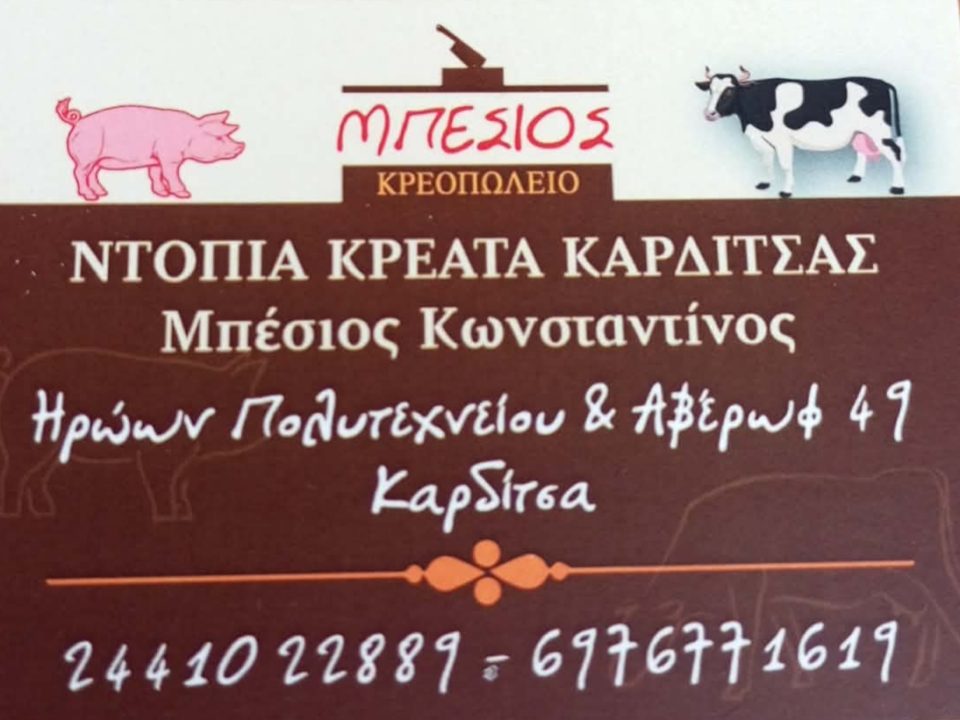 ΜΠΕΣΙΟΣ
ΚΡΕΟΠΩΛΕΙΟ
ΝΤΟΠΙΑ ΚΡΕΑΤΑ ΚΑΡΔΙΤΣΑΣ
Μπέσιος Κωνσταντίνος
Ηρώων Πολυτεχνείου & Αβέρωφ 49
Καρδίτσα
24410 22889 - 6976771619